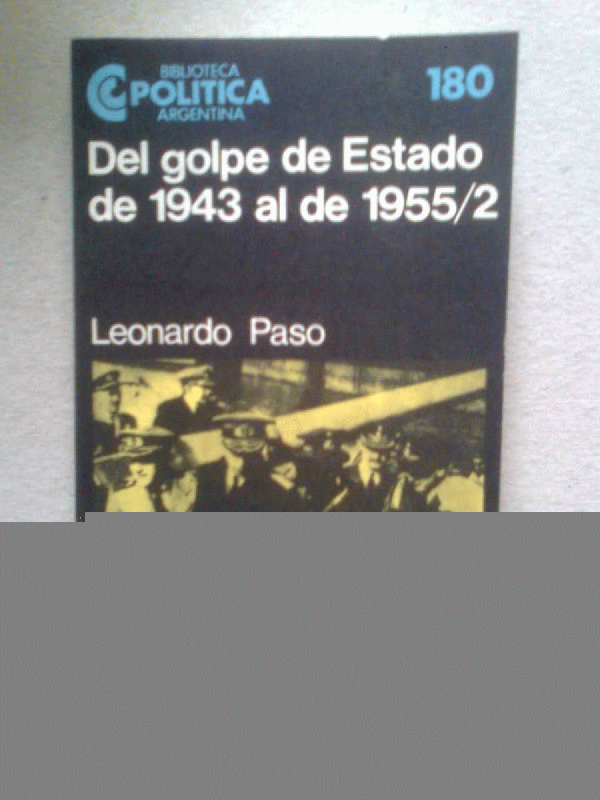 BIBLIOTECA
POLITICA
ARGENTINA
180
Del golpe de Estado
de 1943 al de 1955/2
Leonardo Paso